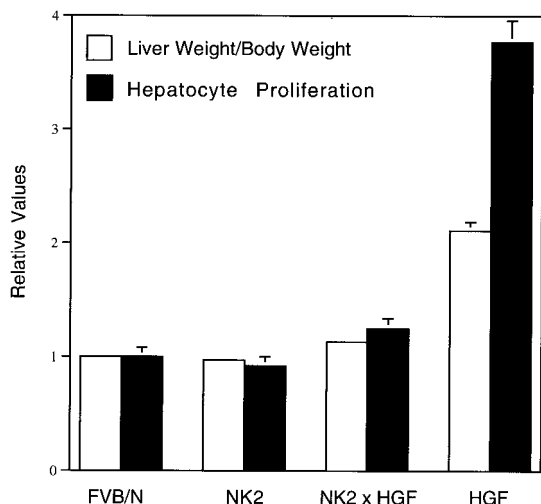 4
Liver Weight/Body Weight
Hepatocyte Proliferation
3
Relative Values
2
1
0
FVB/N NK2 NK2 x HGF HGF